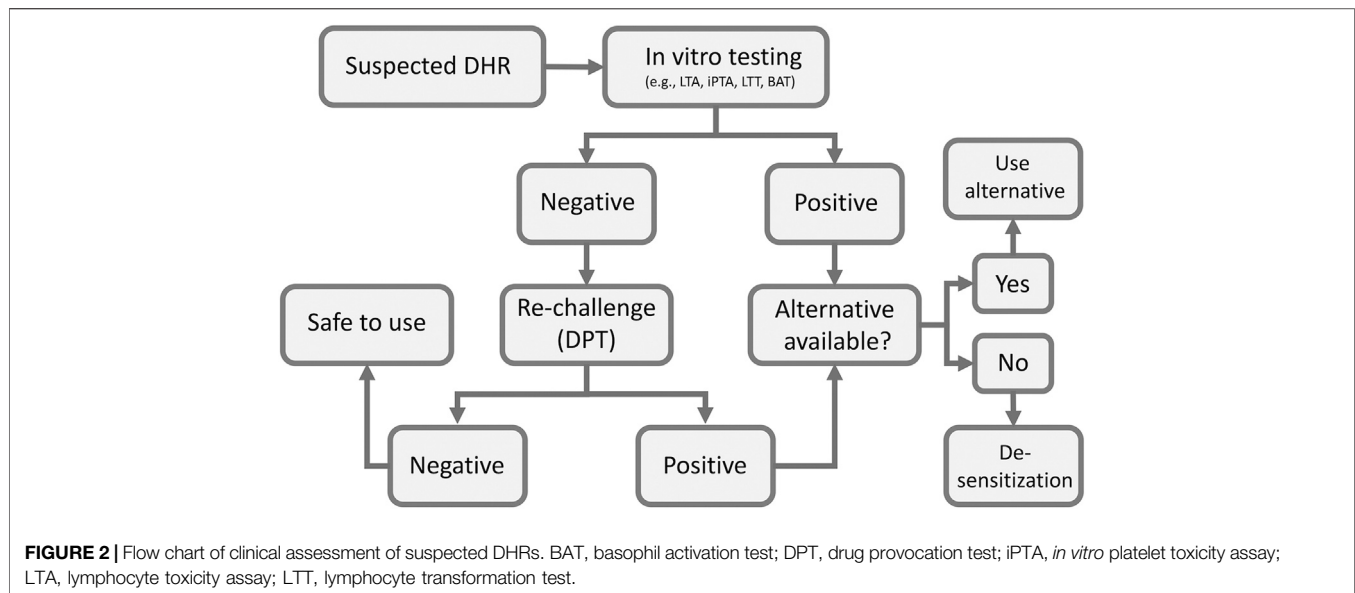 Suspected DHR
In vitro testing
(e.g., LTA, iPTA, LTT, BAT)
Negative
Positive
Use
alternative
Yes
Safe to use
Re-challenge
(DPT)
Alternative
available?
No
Negative
Positive
De-
sensitization
FIGURE 2 | Flow chart of clinical assessment of suspected DHRs. BAT, basophil activation test; DPT, drug provocation test; iPTA, in vitro platelet toxicity assay;
LTA, lymphocyte toxicity assay; LTT, lymphocyte transformation test.